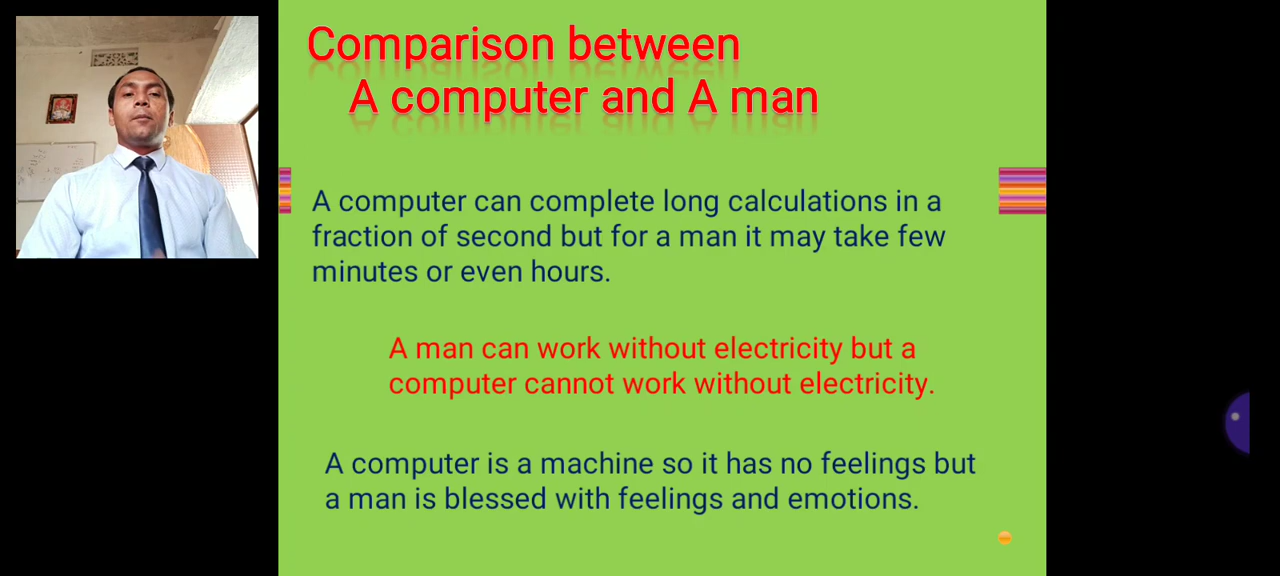 Comparison between
A computer and A man
A computer can complete long calculations in a
fraction of second but for a man it may take few
minutes or even hours.
A man can work without electricity but a
computer cannot work without electricity.
A computer is a machine so it has no feelings but
a man is blessed with feelings and emotions.